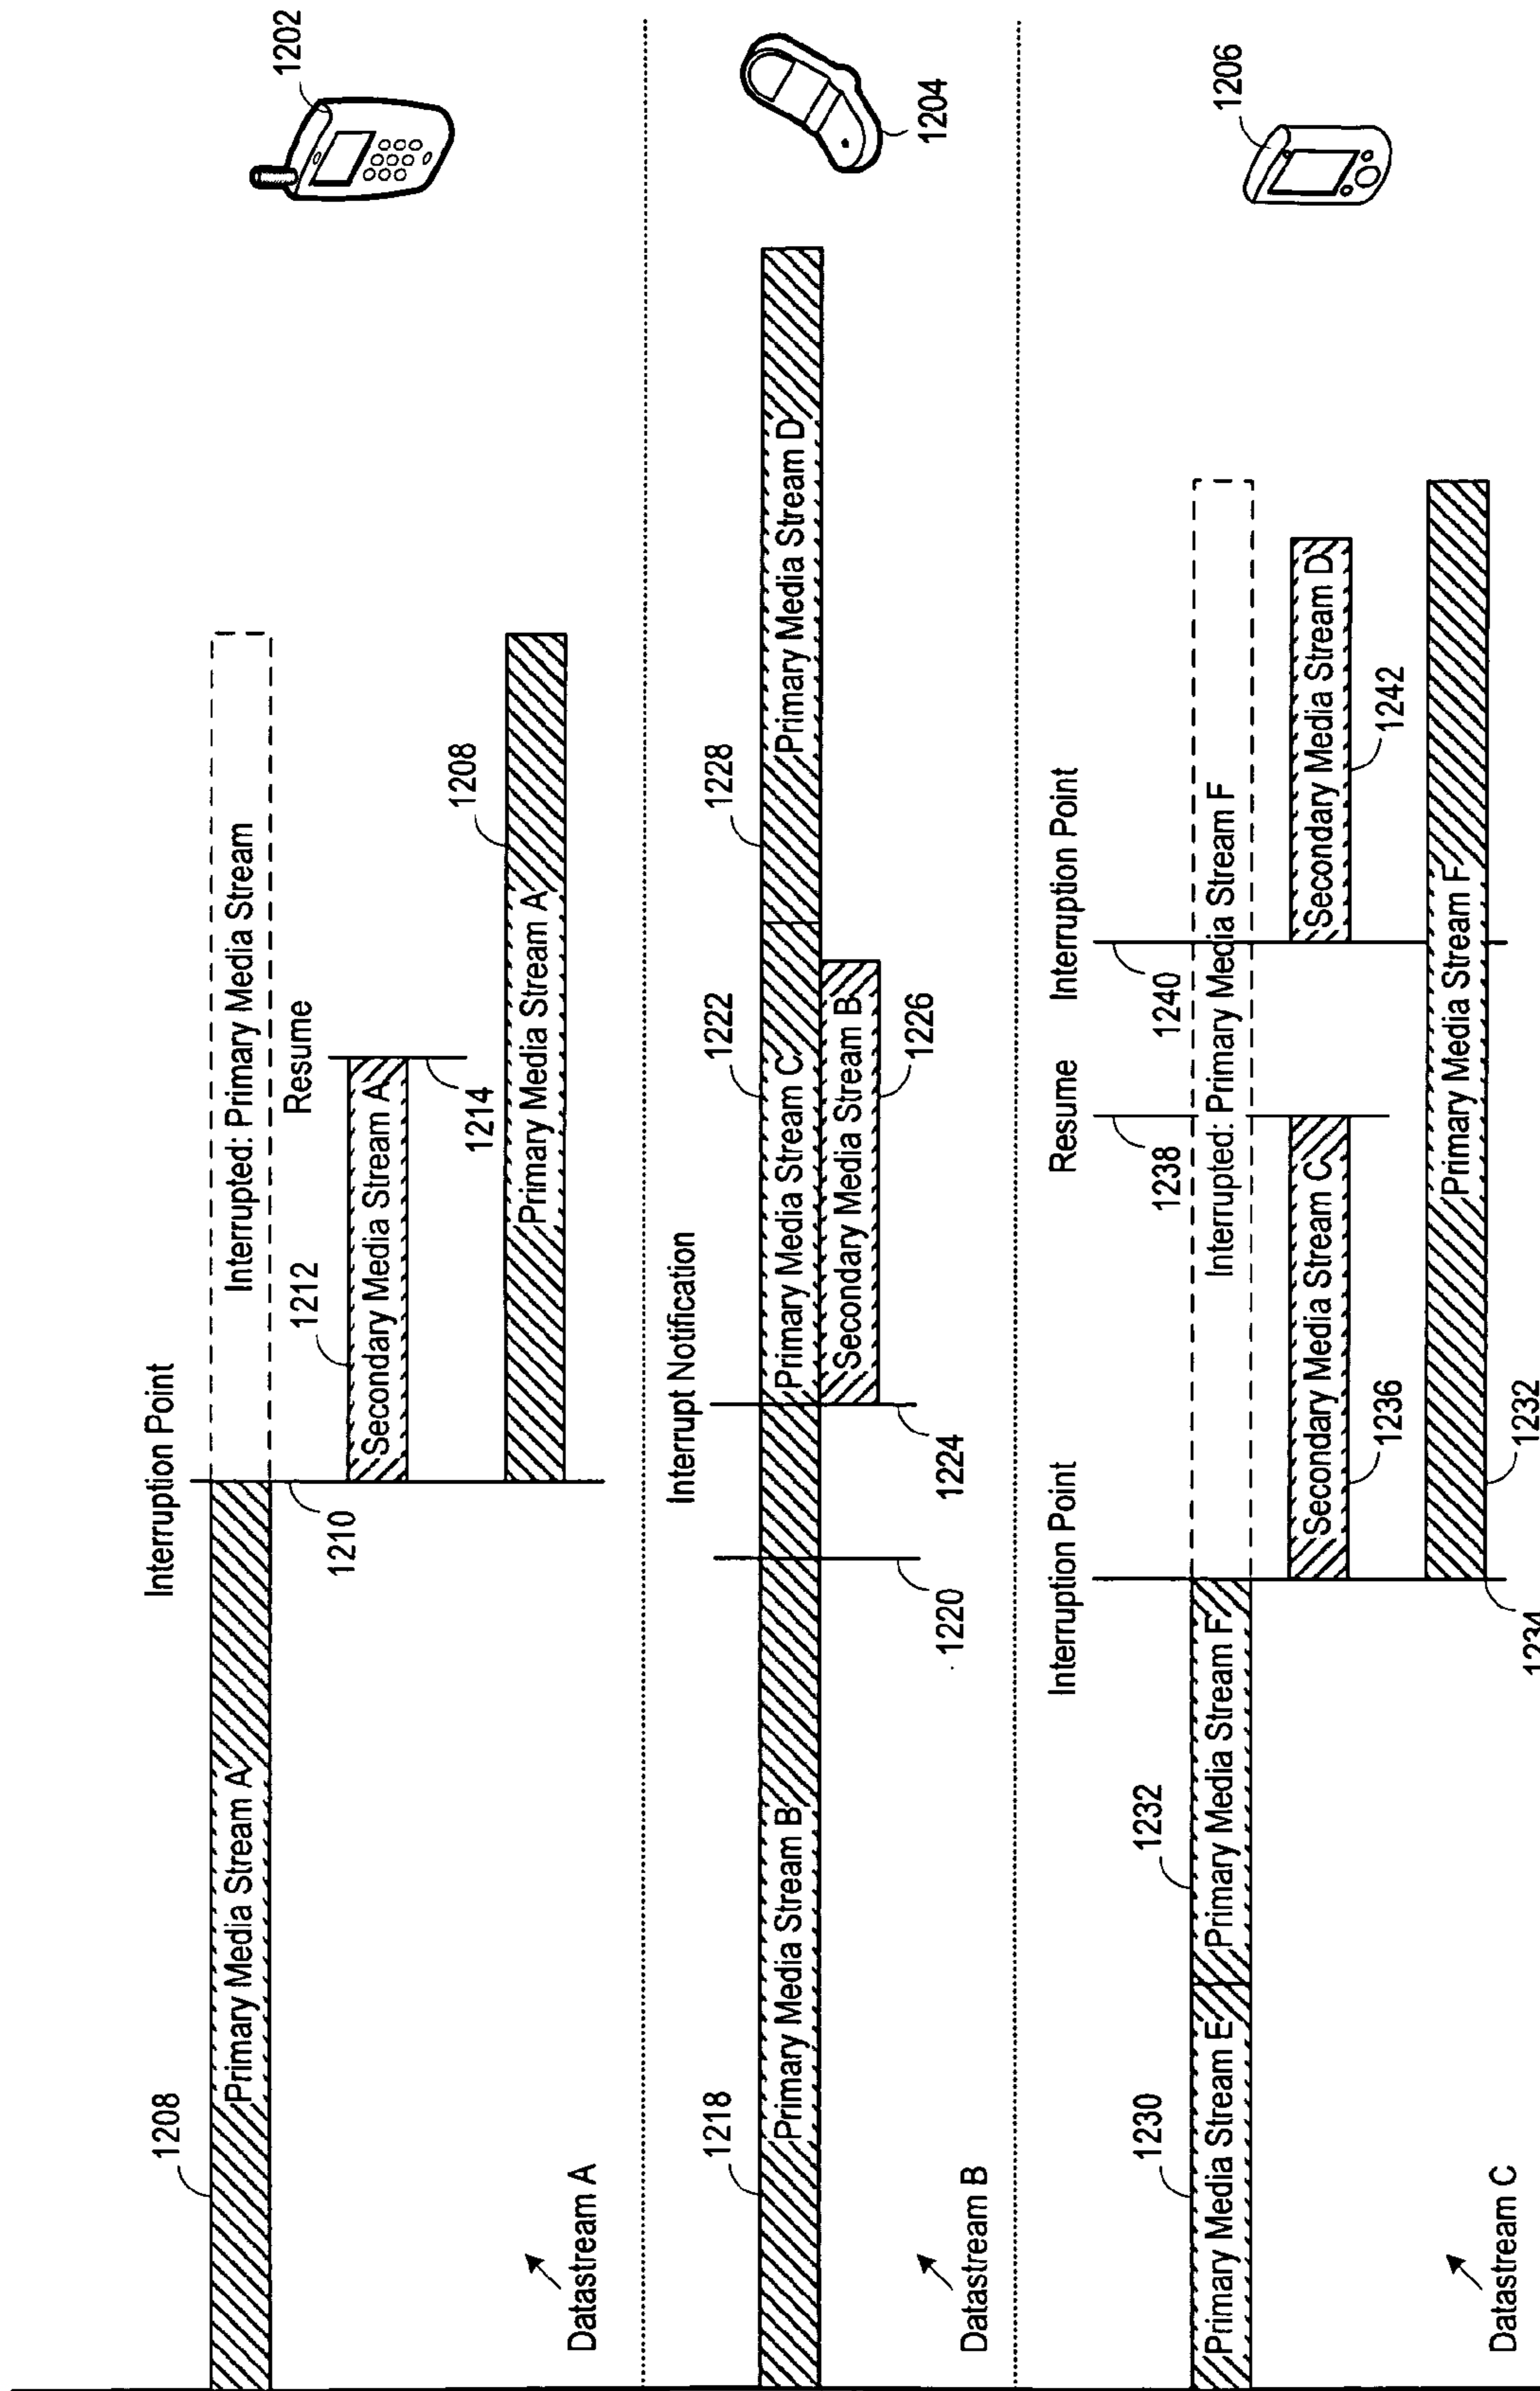 1208
Primary Media Stream A
Interruption Point
1210
Interrupted: Primary Media Stream
1212
Secondary Media Stream A
Resume
1214
1208
Primary Media Stream A
1202
Datastream A
1218
Primary Media Stream B
1220
Interrupt Notification
1224
1222
Primary Media Stream C
Secondary Media Stream B
1226
1228
Primary Media Stream D
1204
Datastream B
1230
Primary Media Stream E
1232
Primary Media Stream F
Interruption Point
1234
Interrupted: Primary Media Stream F
Secondary Media Stream C
1236
Resume
1238
Interruption Point
1240
Secondary Media Stream D
1242
Primary Media Stream F
1232
1206
Datastream C